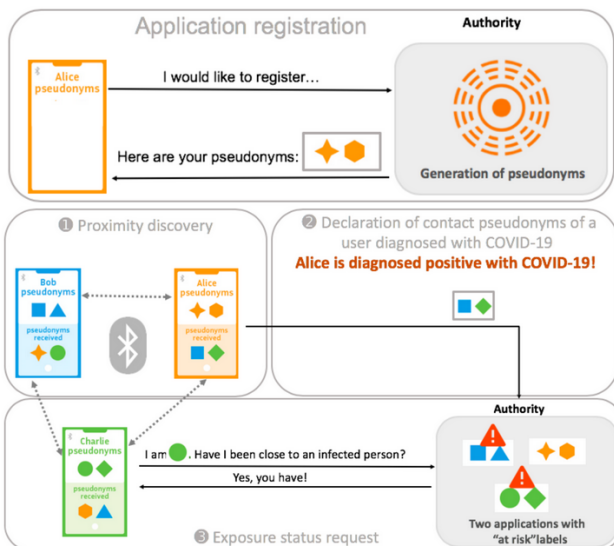 Application registration
Authority
Alice
pseudonyms
I would like to register...
Here are your pseudonyms:
Generation of pseudonyms
❶ Proximity discovery
Bob
pseudonyms
pseudonyms
received
Alice
pseudonyms
pseudonyms
received
❷ Declaration of contact pseudonyms of a
user diagnosed with COVID-19
Alice is diagnosed positive with COVID-19!
Charlie
pseudonyms
pseudonyms
received
I am . Have I been close to an infected person?
Yes, you have!
Authority
Two applications with
"at risk"labels
❸ Exposure status request